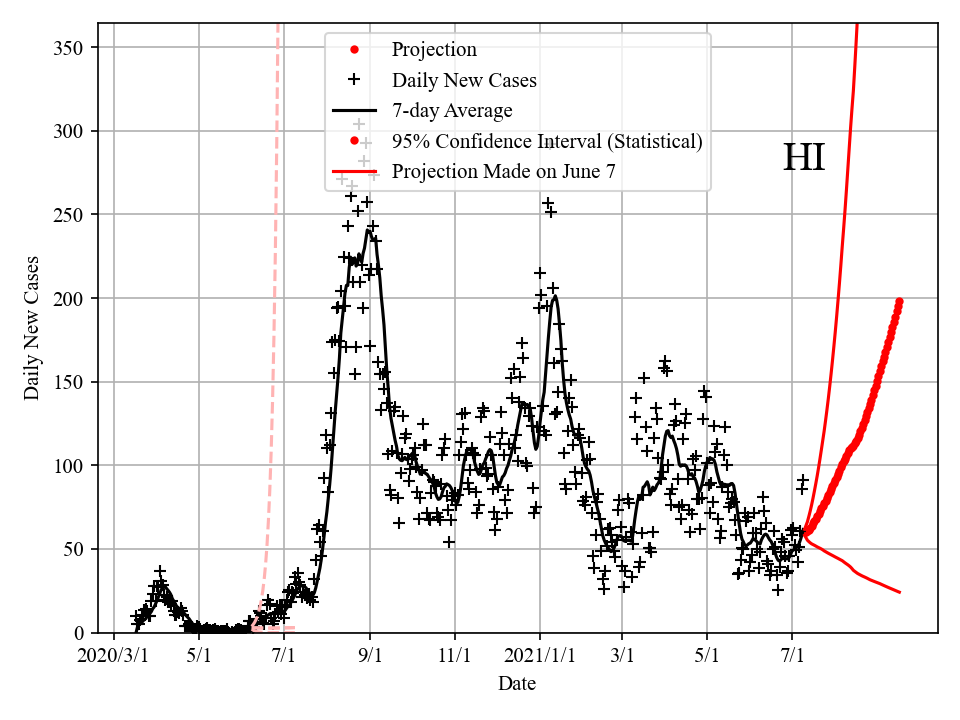 Projection
Daily New Cases
7-day Average
95% Confidence Interval (Statistical)
Projection Made on June 7
HI
350
300
250
200
150
100
50
0
Daily New Cases
2020/3/1 5/1 7/1 9/1 11/1 2021/1/1 3/1 5/1 7/1
Date